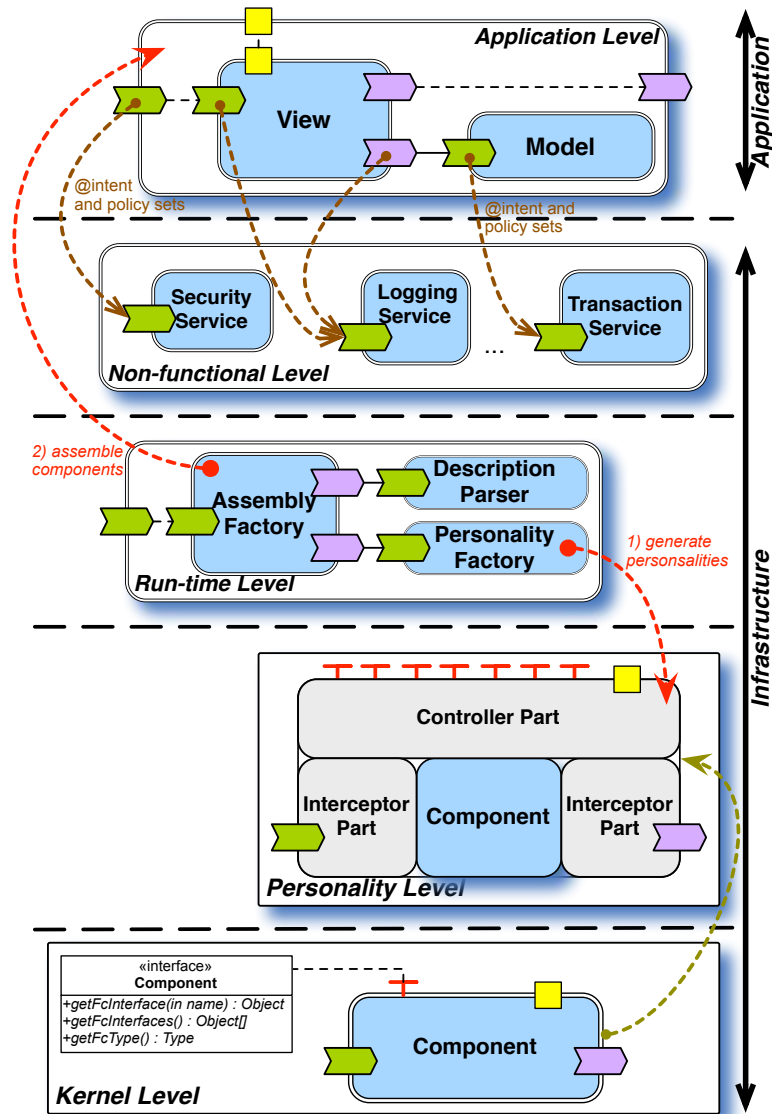 Application Level
Application
View
Model
@intent
and policy sets
@intent and
policy sets
Security
Service
Logging
Service
Transaction
Service
...
Non-functional Level
2) assemble
components
Assembly
Factory
Description
Parser
Personality
Factory
1) generate
personsalities
Run-time Level
Infrastructure
Controller Part
Interceptor
Part
Component
Interceptor
Part
Personality Level
«interface»
Component
+getFcInterface(in name) : Object
+getFcInterfaces() : Object[]
+getFcType() : Type
Component
Kernel Level